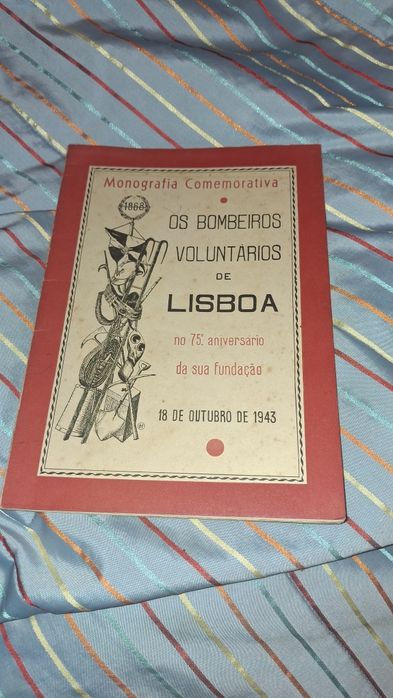 Monografia Comemorativa
1868
OS BOMBEIROS
VOLUNTÁRIOS
DE
LISBOA
no 75.º aniversário
da sua fundação
18 DE OUTUBRO DE 1943